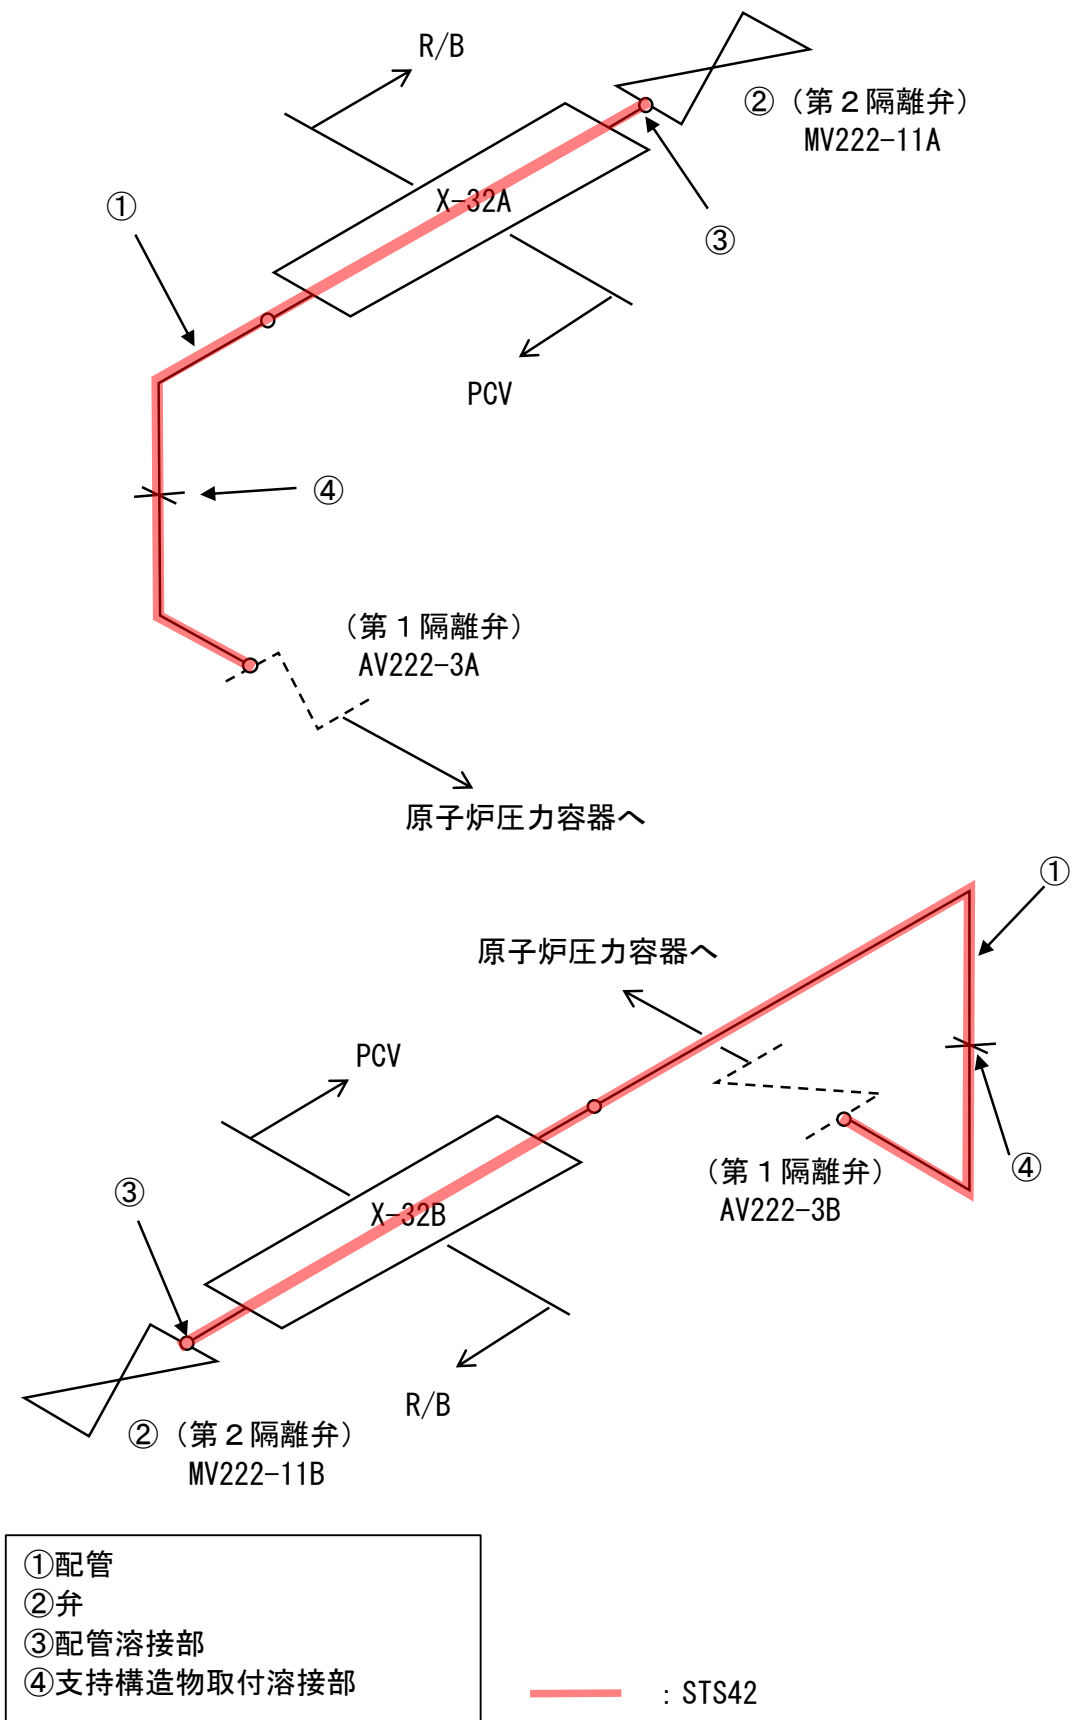 R/B
②（第２隔離弁）
MV222-11A
X-32A
①
③
PCV
④
（第１隔離弁）
AV222-3A
原子炉圧力容器へ
①
原子炉圧力容器へ
PCV
④
（第１隔離弁）
AV222-3B
③
X-32B
R/B
②（第２隔離弁）
MV222-11B
①配管
②弁
③配管溶接部
④支持構造物取付溶接部
：STS42